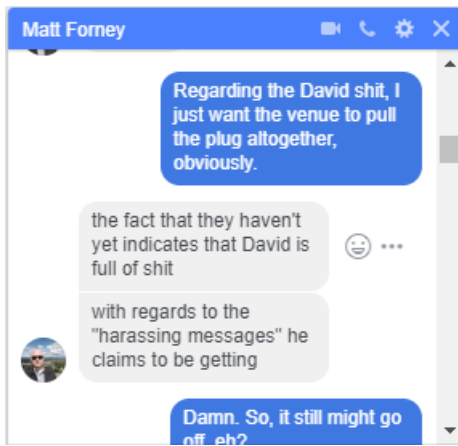 Matt Forney
Regarding the David shit, I
just want the venue to pull
the plug altogether,
obviously.
the fact that they haven't
yet indicates that David is
full of shit
with regards to the
"harassing messages" he
claims to be getting
Damn. So, it still might go
off, eh?